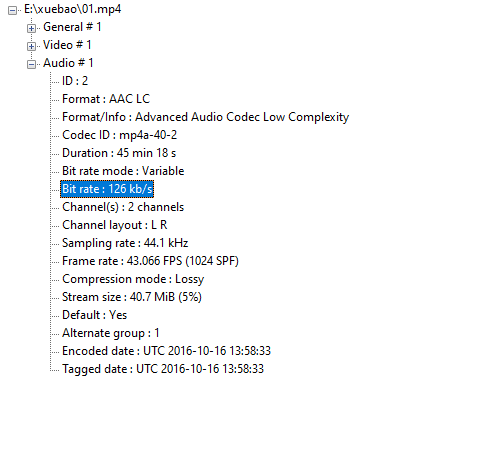 E:\xuebao\01.mp4
General # 1
Video # 1
Audio # 1
ID : 2
Format : AAC LC
Format/Info : Advanced Audio Codec Low Complexity
Codec ID : mp4a-40-2
Duration : 45 min 18 s
Bit rate mode : Variable
Bit rate : 126 kb/s
Channel(s) : 2 channels
Channel layout : L R
Sampling rate : 44.1 kHz
Frame rate : 43.066 FPS (1024 SPF)
Compression mode : Lossy
Stream size : 40.7 MiB (5%)
Default : Yes
Alternate group : 1
Encoded date : UTC 2016-10-16 13:58:33
Tagged date : UTC 2016-10-16 13:58:33